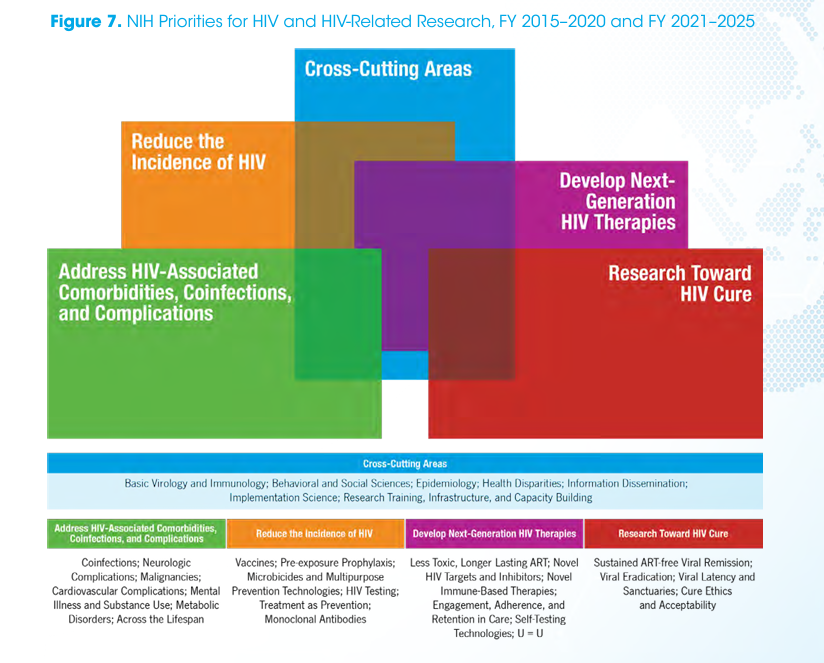 Figure 7. NIH Priorities for HIV and HIV-Related Research, FY 2015–2020 and FY 2021–2025
Cross-Cutting Areas
Reduce the
Incidence of HIV
Develop Next-
Generation
HIV Therapies
Address HIV-Associated
Comorbidities, Coinfections,
and Complications
Research Toward
HIV Cure
Cross-Cutting Areas
Basic Virology and Immunology; Behavioral and Social Sciences; Epidemiology; Health Disparities; Information Dissemination;
Implementation Science; Research Training, Infrastructure, and Capacity Building
Address HIV-Associated Comorbidities,
Coinfections, and Complications
Coinfections; Neurologic
Complications; Malignancies;
Cardiovascular Complications; Mental
Illness and Substance Use; Metabolic
Disorders; Across the Lifespan
Reduce the Incidence of HIV
Vaccines; Pre-exposure Prophylaxis;
Microbicides and Multipurpose
Prevention Technologies; HIV Testing;
Treatment as Prevention;
Monoclonal Antibodies
Develop Next-Generation HIV Therapies
Less Toxic, Longer Lasting ART; Novel
HIV Targets and Inhibitors; Novel
Immune-Based Therapies;
Engagement, Adherence, and
Retention in Care; Self-Testing
Technologies; U = U
Research Toward HIV Cure
Sustained ART-free Viral Remission;
Viral Eradication; Viral Latency and
Sanctuaries; Cure Ethics
and Acceptability